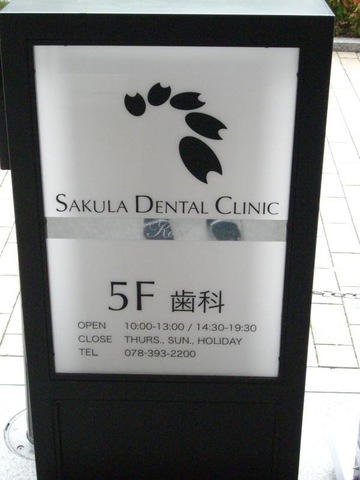 SAKULA DENTAL CLINIC
5F 歯科
OPEN 10:00-13:00 / 14:30-19:30
CLOSE THURS., SUN., HOLIDAY
TEL 078-393-2200